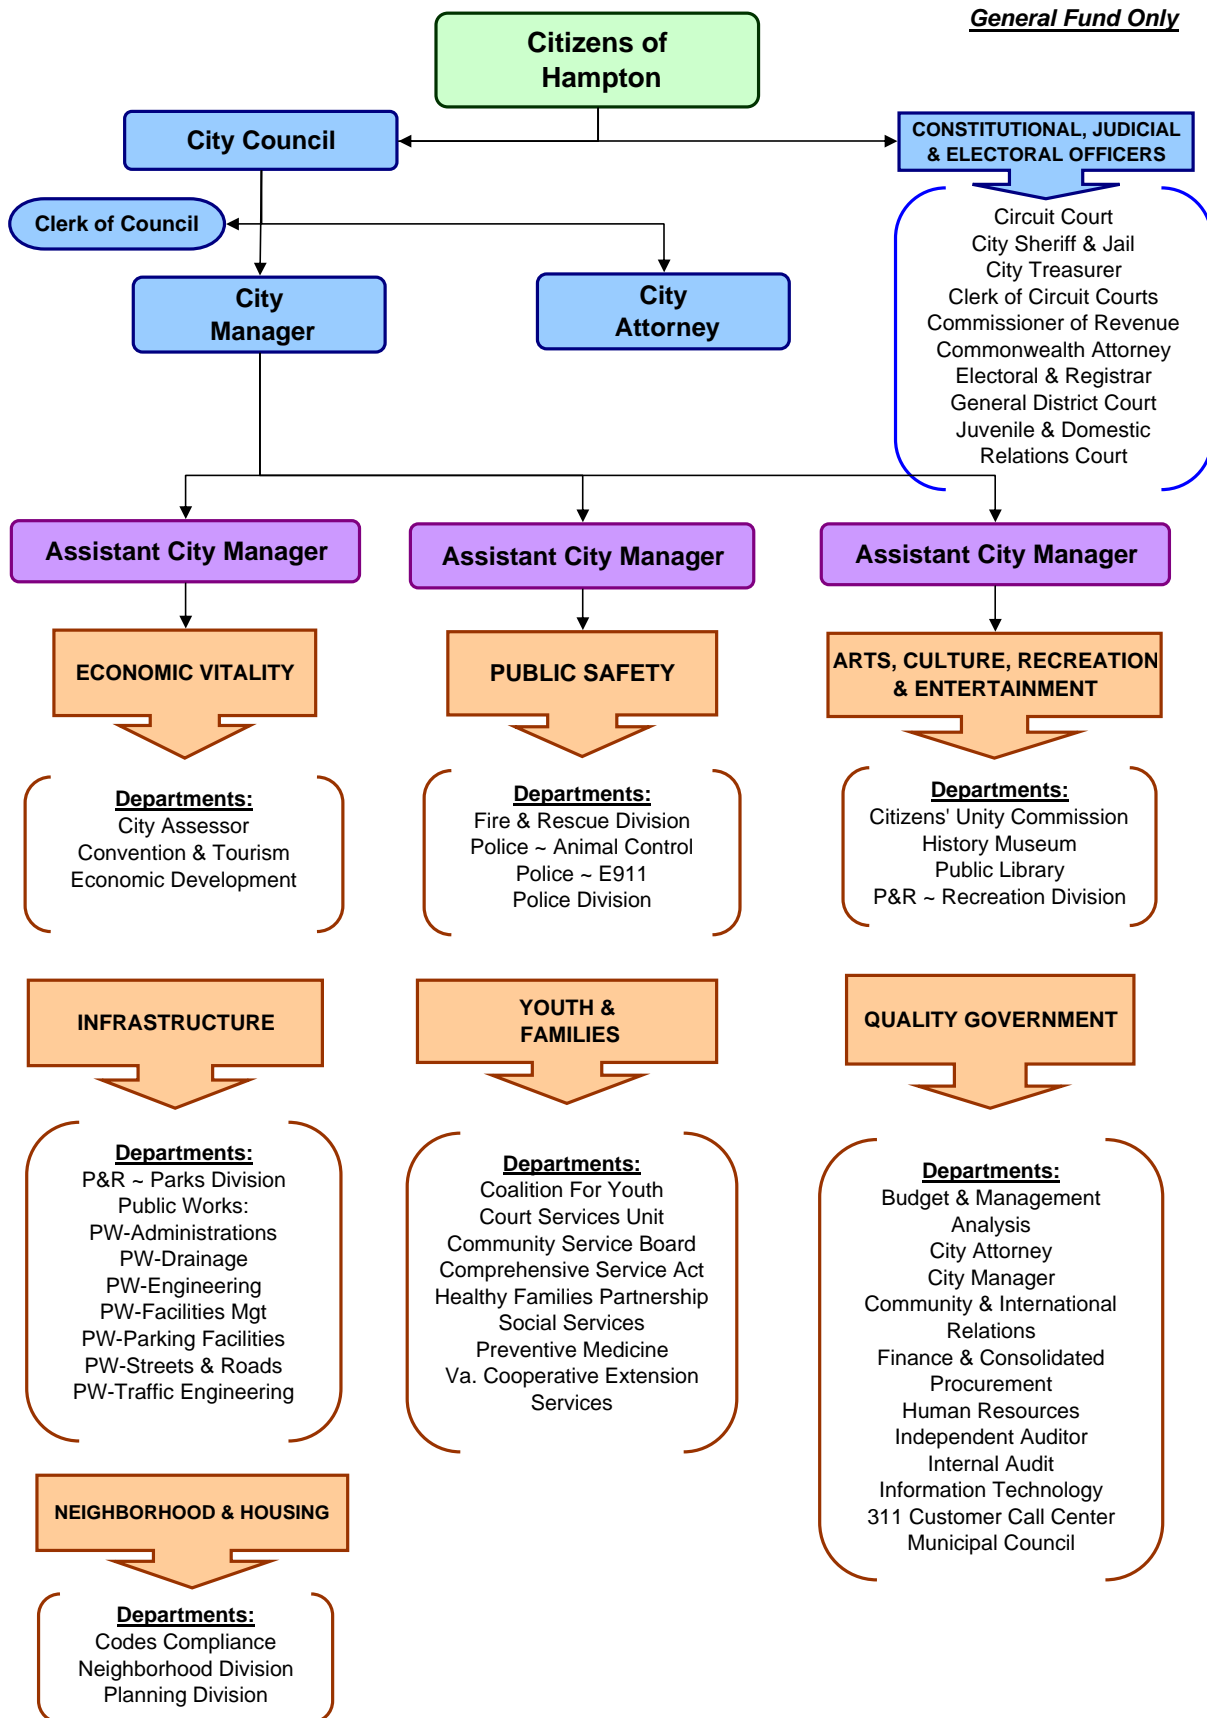 General Fund Only
Citizens of
Hampton
City Council
CONSTITUTIONAL, JUDICIAL
& ELECTORAL OFFICERS
Clerk of Council
City
Manager
City
Attorney
Circuit Court
City Sheriff & Jail
City Treasurer
Clerk of Circuit Courts
Commissioner of Revenue
Commonwealth Attorney
Electoral & Registrar
General District Court
Juvenile & Domestic
Relations Court
Assistant City Manager
Assistant City Manager
Assistant City Manager
ECONOMIC VITALITY
PUBLIC SAFETY
ARTS, CULTURE, RECREATION
& ENTERTAINMENT
Departments:
City Assessor
Convention & Tourism
Economic Development
Departments:
Fire & Rescue Division
Police ~ Animal Control
Police ~ E911
Police Division
Departments:
Citizens' Unity Commission
History Museum
Public Library
P&R ~ Recreation Division
INFRASTRUCTURE
YOUTH &
FAMILIES
QUALITY GOVERNMENT
Departments:
P&R ~ Parks Division
Public Works:
PW-Administrations
PW-Drainage
PW-Engineering
PW-Facilities Mgt
PW-Parking Facilities
PW-Streets & Roads
PW-Traffic Engineering
Departments:
Coalition For Youth
Court Services Unit
Community Service Board
Comprehensive Service Act
Healthy Families Partnership
Social Services
Preventive Medicine
Va. Cooperative Extension
Services
Departments:
Budget & Management
Analysis
City Attorney
City Manager
Community & International
Relations
Finance & Consolidated
Procurement
Human Resources
Independent Auditor
Internal Audit
Information Technology
311 Customer Call Center
Municipal Council
NEIGHBORHOOD & HOUSING
Departments:
Codes Compliance
Neighborhood Division
Planning Division